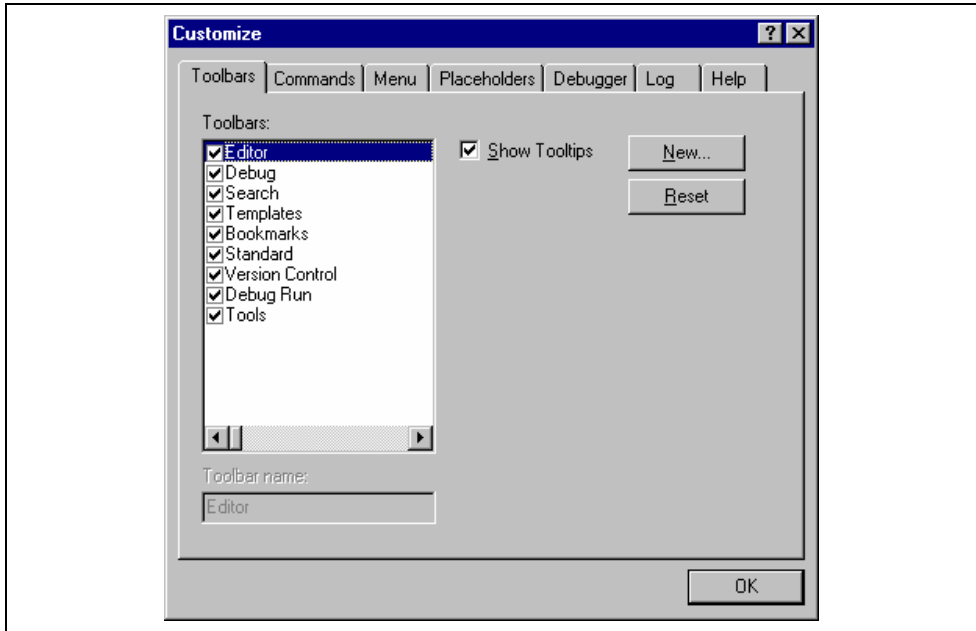 Customize
Toolbars Commands Menu Placeholders Debugger Log Help
Toolbars:
Editor
Debug
Search
Templates
Bookmarks
Standard
Version Control
Debug Run
Tools
Show Tooltips
New...
Reset
Toolbar name:
Editor
OK